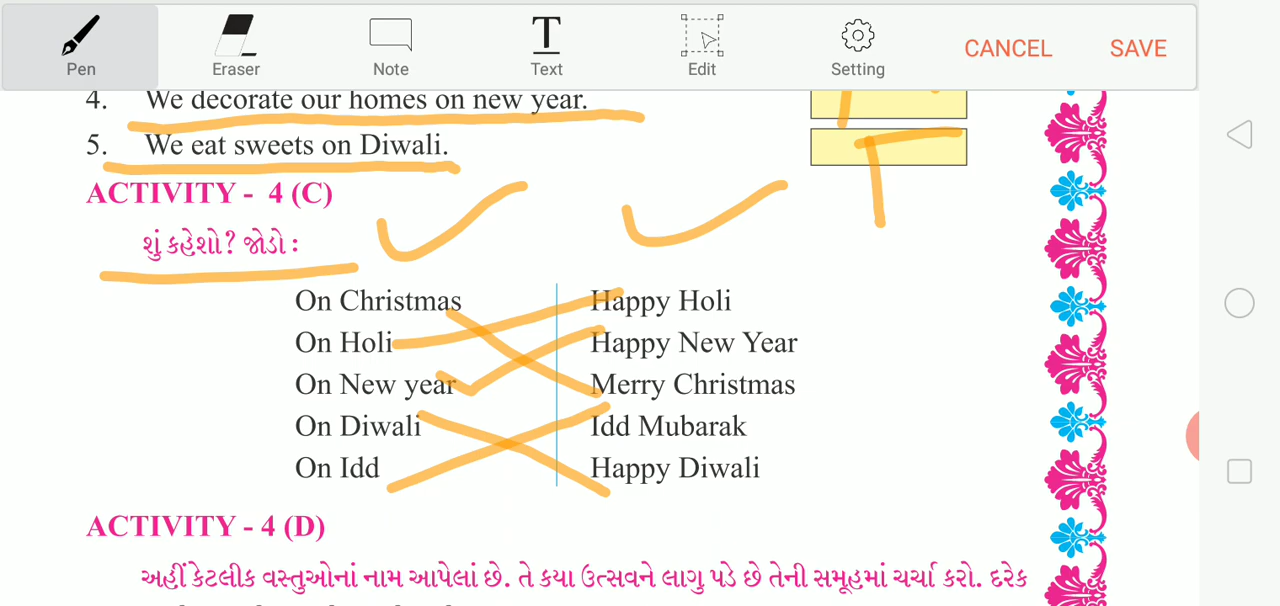 Pen Eraser Note Text Edit Setting CANCEL SAVE
4. We decorate our homes on new year.
5. We eat sweets on Diwali. T
ACTIVITY - 4 (C)
શું કહેશો? જોડો :
On Christmas Happy Holi
On Holi Happy New Year
On New year Merry Christmas
On Diwali Idd Mubarak
On Idd Happy Diwali
ACTIVITY - 4 (D)
અહીં કેટલીક વસ્તુઓનાં નામ આપેલાં છે. તે કયા ઉત્સવને લાગુ પડે છે તેની સમૂહમાં ચર્ચા કરો. દરેક